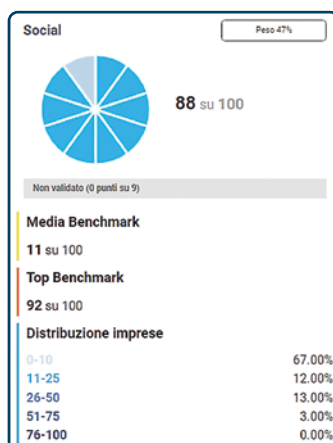 Social
Peso 47%
88 su 100
Non validato (0 punti su 9)
Media Benchmark
11 su 100
Top Benchmark
92 su 100
Distribuzione imprese
0-10 67.00%
11-25 12.00%
26-50 13.00%
51-75 3.00%
76-100 0.00%